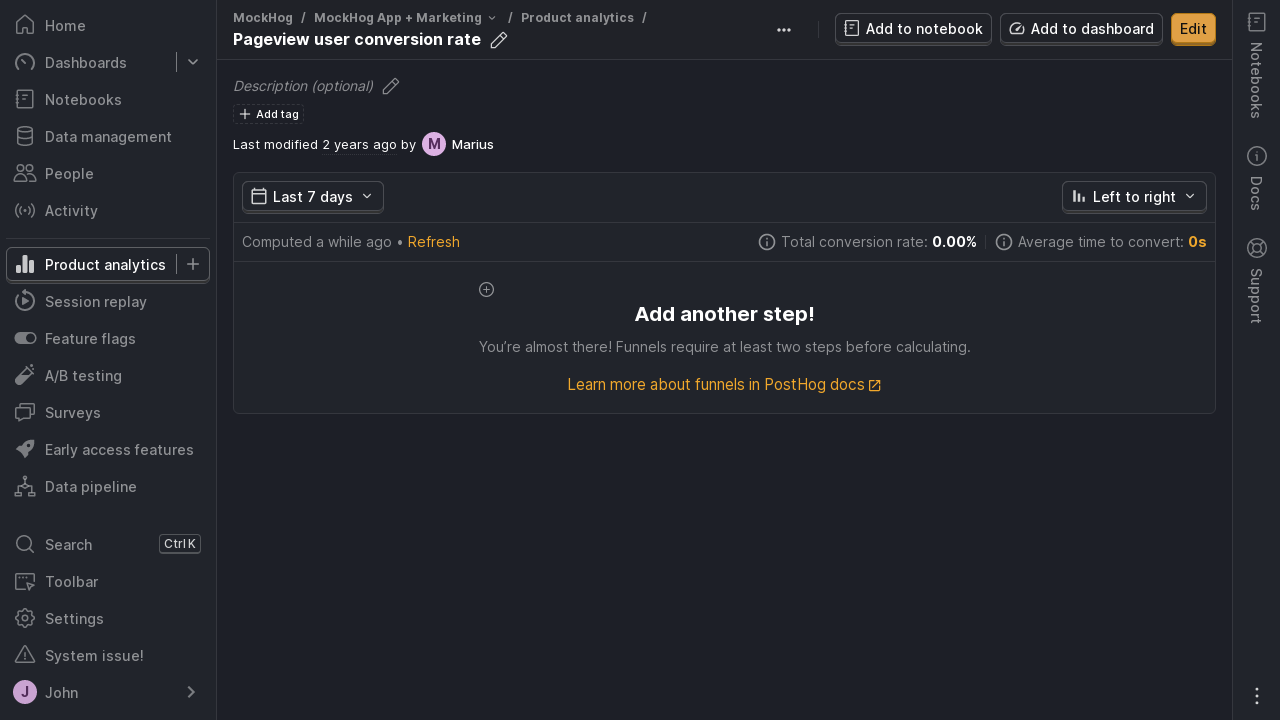 Home
Dashboards
Notebooks
Data management
People
Activity
Product analytics
Session replay
Feature flags
A/B testing
Surveys
Early access features
Data pipeline
Search
Ctrl K
Toolbar
Settings
System issue!
J
John
MockHog / MockHog App + Marketing / Product analytics /
Pageview user conversion rate
Add to notebook
Add to dashboard
Edit
Description (optional)
Add tag
Last modified 2 years ago by M Marius
Last 7 days
Left to right
Computed a while ago • Refresh
Total conversion rate: 0.00%
Average time to convert: 0s
Add another step!
You’re almost there! Funnels require at least two steps before calculating.
Learn more about funnels in PostHog docs
Notebooks
Docs
Support